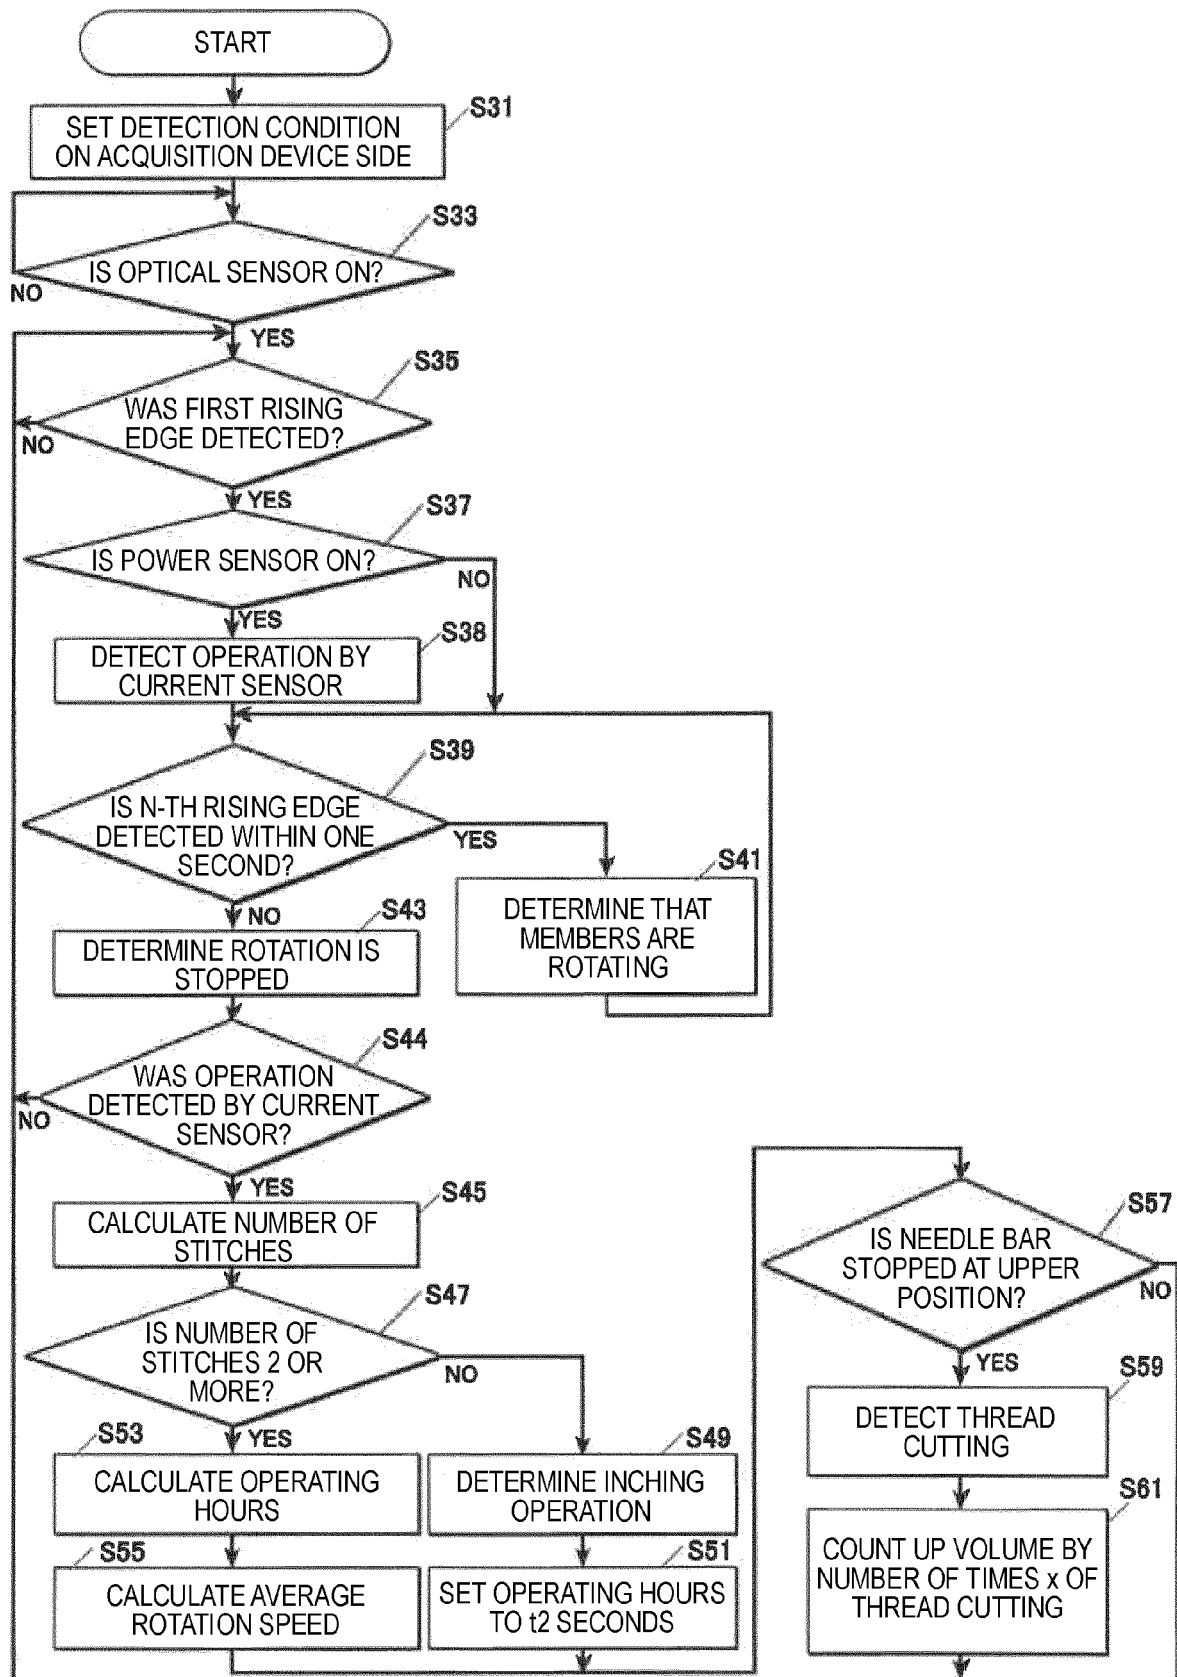 START
S31
SET DETECTION CONDITION
ON ACQUISITION DEVICE SIDE
S33
IS OPTICAL SENSOR ON?
NO
YES
S35
WAS FIRST RISING
EDGE DETECTED?
NO
YES
S37
IS POWER SENSOR ON?
NO
YES
S38
DETECT OPERATION BY
CURRENT SENSOR
S39
IS N-TH RISING EDGE
DETECTED WITHIN ONE
SECOND?
YES
NO
S41
DETERMINE THAT
MEMBERS ARE
ROTATING
S43
DETERMINE ROTATION IS
STOPPED
S44
WAS OPERATION
DETECTED BY CURRENT
SENSOR?
NO
YES
S45
CALCULATE NUMBER OF
STITCHES
S47
IS NUMBER OF
STITCHES 2 OR
MORE?
NO
YES
S53
CALCULATE OPERATING
HOURS
S55
CALCULATE AVERAGE
ROTATION SPEED
S49
DETERMINE INCHING
OPERATION
S51
SET OPERATING HOURS
TO t2 SECONDS
S57
IS NEEDLE BAR
STOPPED AT UPPER
POSITION?
NO
YES
S59
DETECT THREAD
CUTTING
S61
COUNT UP VOLUME BY
NUMBER OF TIMES x OF
THREAD CUTTING